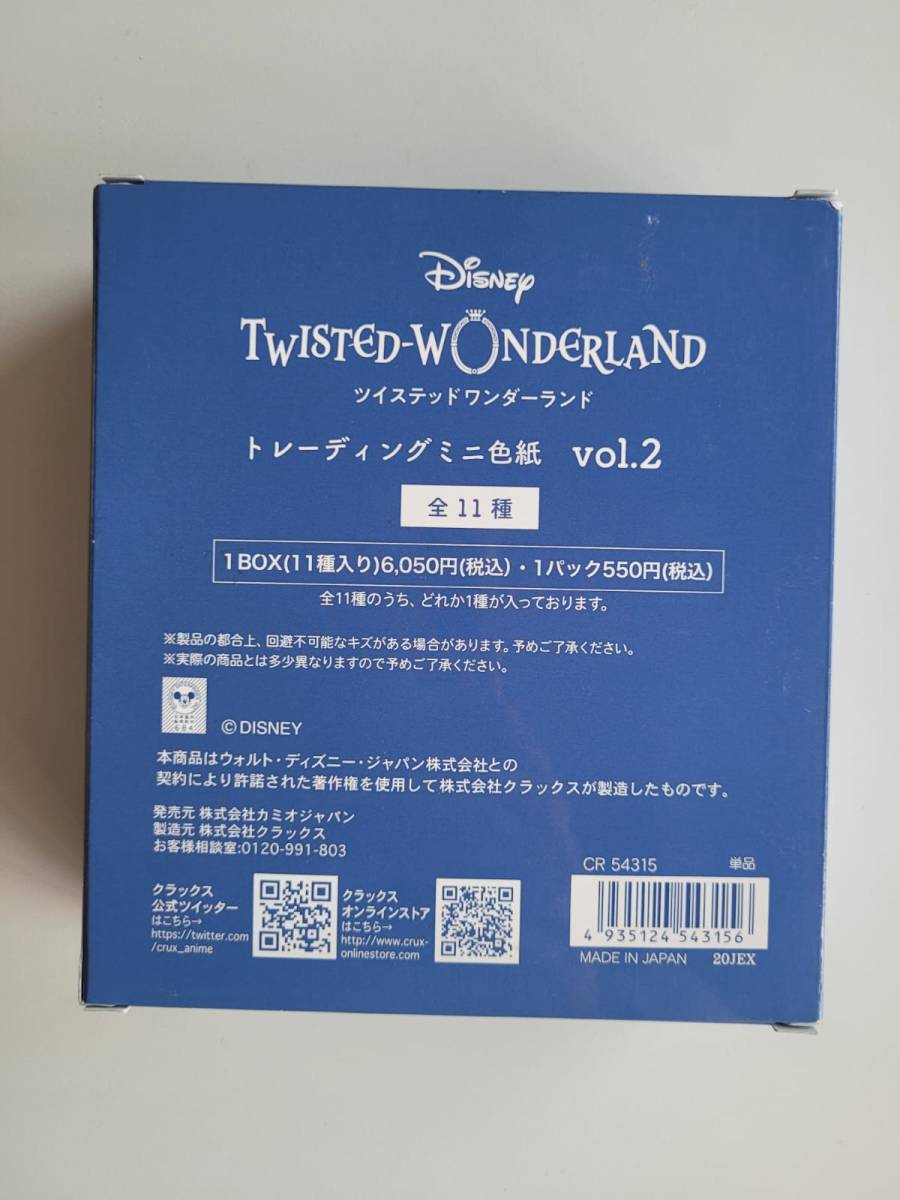 Disney
TWISTED-WONDERLAND
ツイステッドワンダーランド
トレーディングミニ色紙 vol.2
全11種
1BOX(11種入り)6,050円(税込)・1パック550円(税込)
全11種のうち、どれか1種が入っております。
※製品の都合上、回避不可能なキズがある場合があります。予めご了承ください。
※実際の商品とは多少異なりますので予めご了承ください。
©DISNEY
本商品はウォルト・ディズニー・ジャパン株式会社との
契約により許諾された著作権を使用して株式会社クラックスが製造したものです。
発売元 株式会社カミオジャパン
製造元 株式会社クラックス
お客様相談室:0120-991-803
クラックス
公式ツイッター
はこちら→
https://twitter.com
/crux_anime
クラックス
オンラインストア
はこちら→
http://www.crux-
onlinestore.com
CR 54315 単品
4 935124 543156
MADE IN JAPAN 20JEX